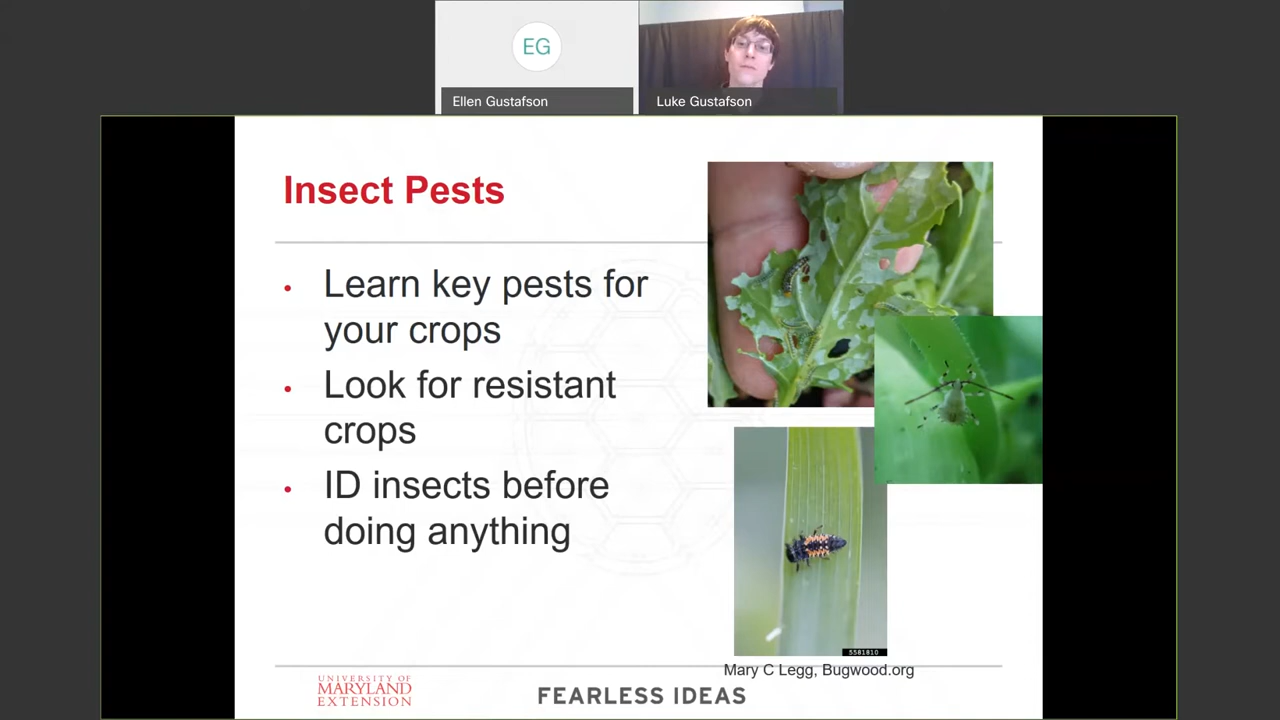 EG
Ellen Gustafson
Luke Gustafson
Insect Pests
Learn key pests for
your crops
Look for resistant
crops
ID insects before
doing anything
5581810
Mary C Legg, Bugwood.org
UNIVERSITY OF
MARYLAND
EXTENSION
FEARLESS IDEAS